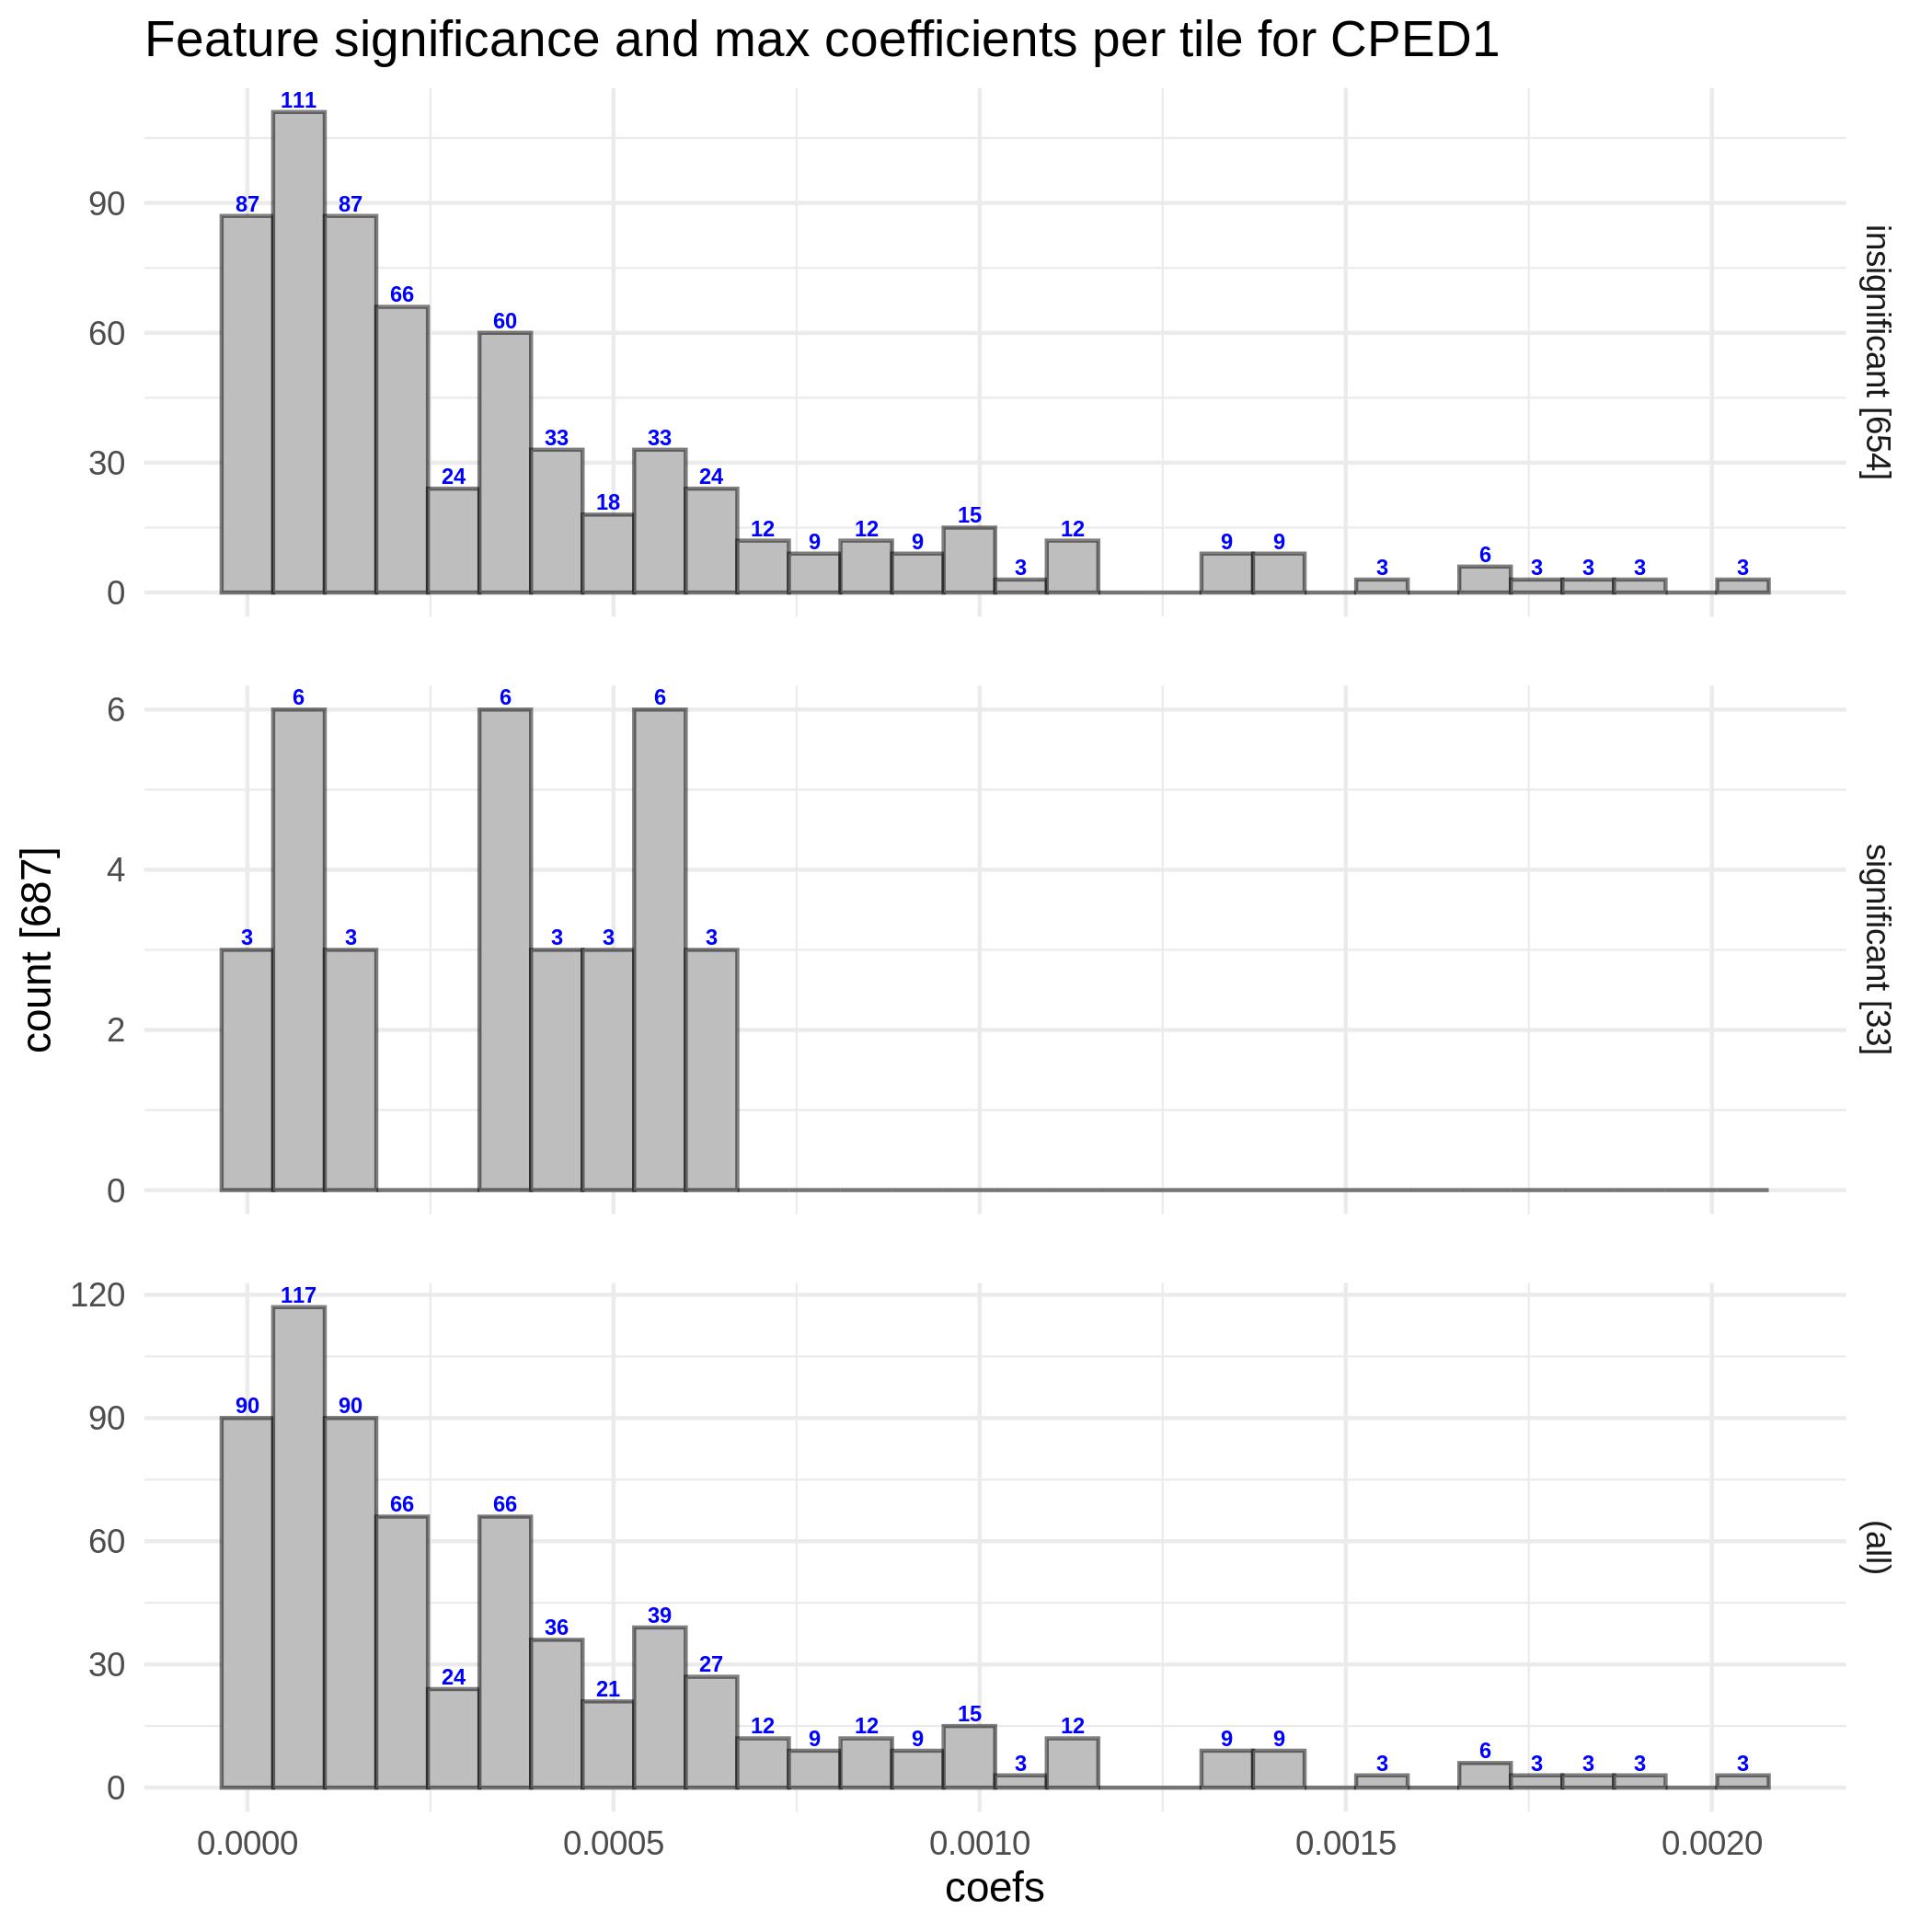 Feature significance and max coefficients per tile for CPED1
111
87 87
66
60
24 33 18 33 24
12 9 12 9 15 3 12 9 9 3 6 3 3 3 3
90
60
30
0
insignificant [654]
6 6 6
3 3 3 3 3
6
4
2
0
significant [33]
count [687]
117
90 90
66 66
24 36 21 39 27
12 9 12 9 15 3 12 9 9 3 6 3 3 3 3
120
90
60
30
0
(all)
0.0000 0.0005 0.0010 0.0015 0.0020
coefs